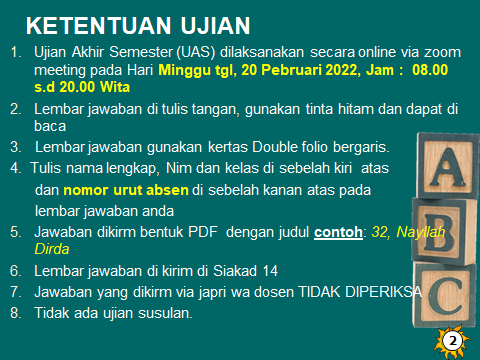 KETENTUAN UJIAN
1. Ujian Akhir Semester (UAS) dilaksanakan secara online via zoom
meeting pada Hari Minggu tgl, 20 Pebruari 2022, Jam : 08.00
s.d 20.00 Wita
2. Lembar jawaban di tulis tangan, gunakan tinta hitam dan dapat di
baca
3. Lembar jawaban gunakan kertas Double folio bergaris.
4. Tulis nama lengkap, Nim dan kelas di sebelah kiri atas
dan nomor urut absen di sebelah kanan atas pada
lembar jawaban anda
5. Jawaban dikirm bentuk PDF dengan judul contoh: 32, Nayllah
Dirda
6. Lembar jawaban di kirim di Siakad 14
7. Jawaban yang dikirm via japri wa dosen TIDAK DIPERIKSA
8. Tidak ada ujian susulan.
A
B
C
2